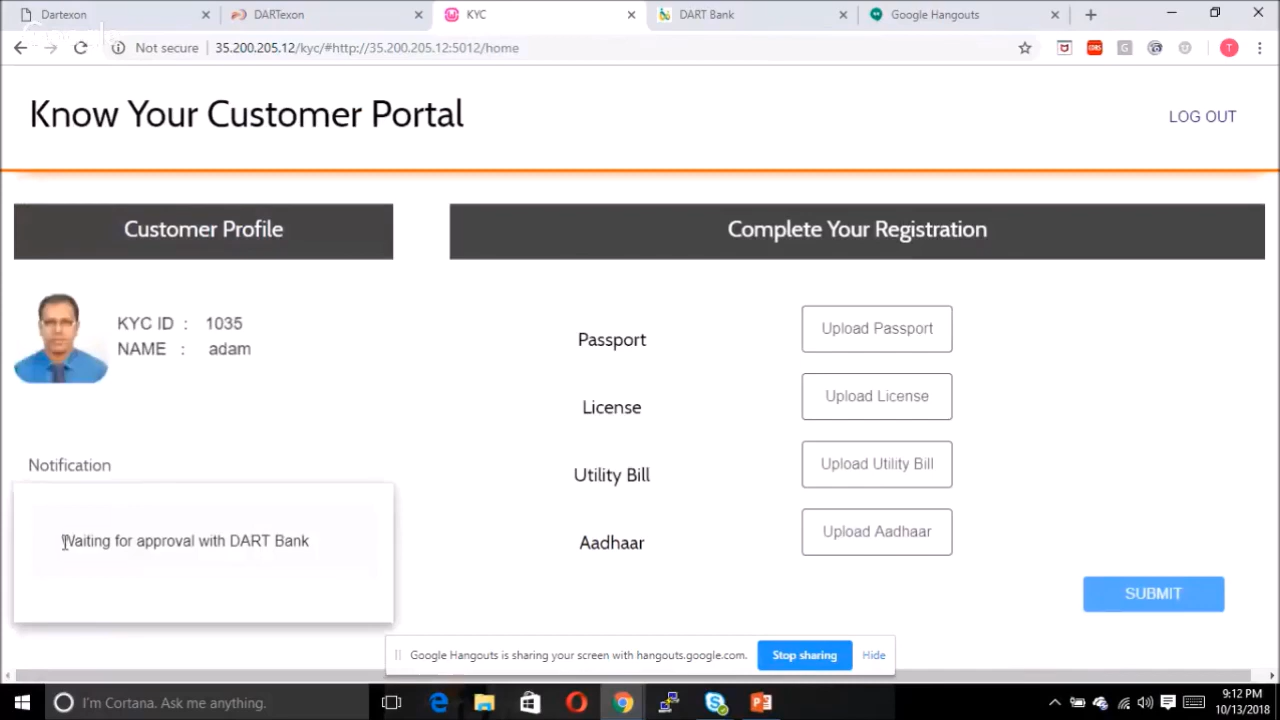 Dartexon
DARTexon
KYC
DART Bank
Google Hangouts
Not secure
35.200.205.12/kyc/#http://35.200.205.12:5012/home
CORS
G
T
Know Your Customer Portal
LOG OUT
Customer Profile
Complete Your Registration
KYC ID : 1035
NAME : adam
Passport
Upload Passport
License
Upload License
Utility Bill
Upload Utility Bill
Aadhaar
Upload Aadhaar
SUBMIT
Notification
Waiting for approval with DART Bank
Google Hangouts is sharing your screen with hangouts.google.com.
Stop sharing
Hide
I'm Cortana. Ask me anything.
9:12 PM
10/13/2018